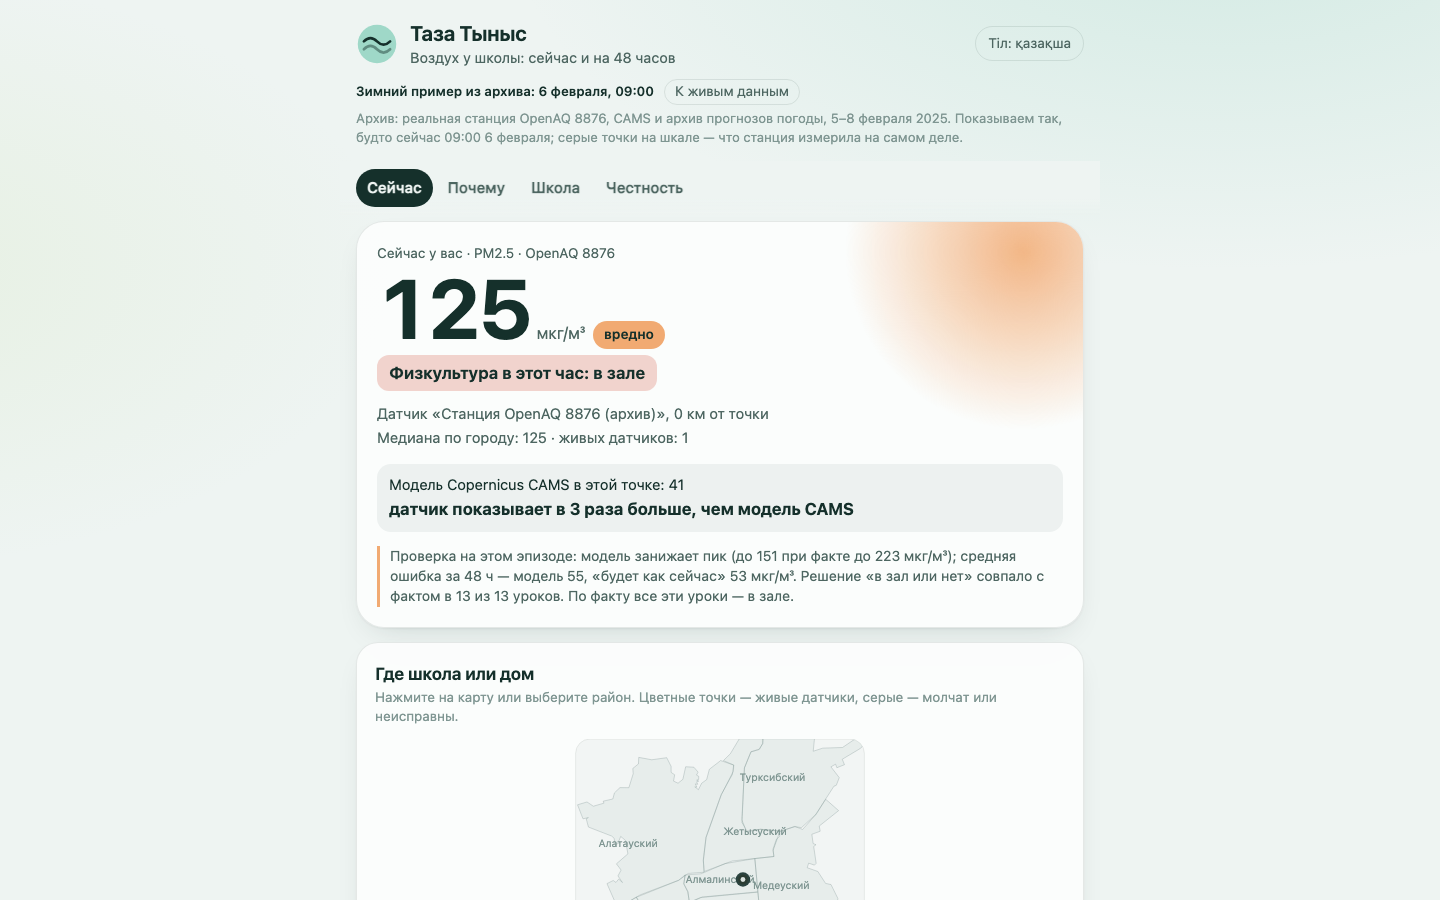 Таза Тыныс
Воздух у школы: сейчас и на 48 часов
Тіл: қазақша
Зимний пример из архива: 6 февраля, 09:00
К живым данным
Архив: реальная станция OpenAQ 8876, CAMS и архив прогнозов погоды, 5–8 февраля 2025. Показываем так,
будто сейчас 09:00 6 февраля; серые точки на шкале — что станция измерила на самом деле.
Сейчас
Почему
Школа
Честность
Сейчас у вас · PM2.5 · OpenAQ 8876
125 мкг/м³ вредно
Физкультура в этот час: в зале
Датчик «Станция OpenAQ 8876 (архив)», 0 км от точки
Медиана по городу: 125 · живых датчиков: 1
Модель Copernicus CAMS в этой точке: 41
датчик показывает в 3 раза больше, чем модель CAMS
Проверка на этом эпизоде: модель занижает пик (до 151 при факте до 223 мкг/м³); средняя
ошибка за 48 ч — модель 55, «будет как сейчас» 53 мкг/м³. Решение «в зал или нет» совпало с
фактом в 13 из 13 уроков. По факту все эти уроки — в зале.
Где школа или дом
Нажмите на карту или выберите район. Цветные точки — живые датчики, серые — молчат или
неисправны.
Турксибский
Жетысуский
Алатауский
Медеуский